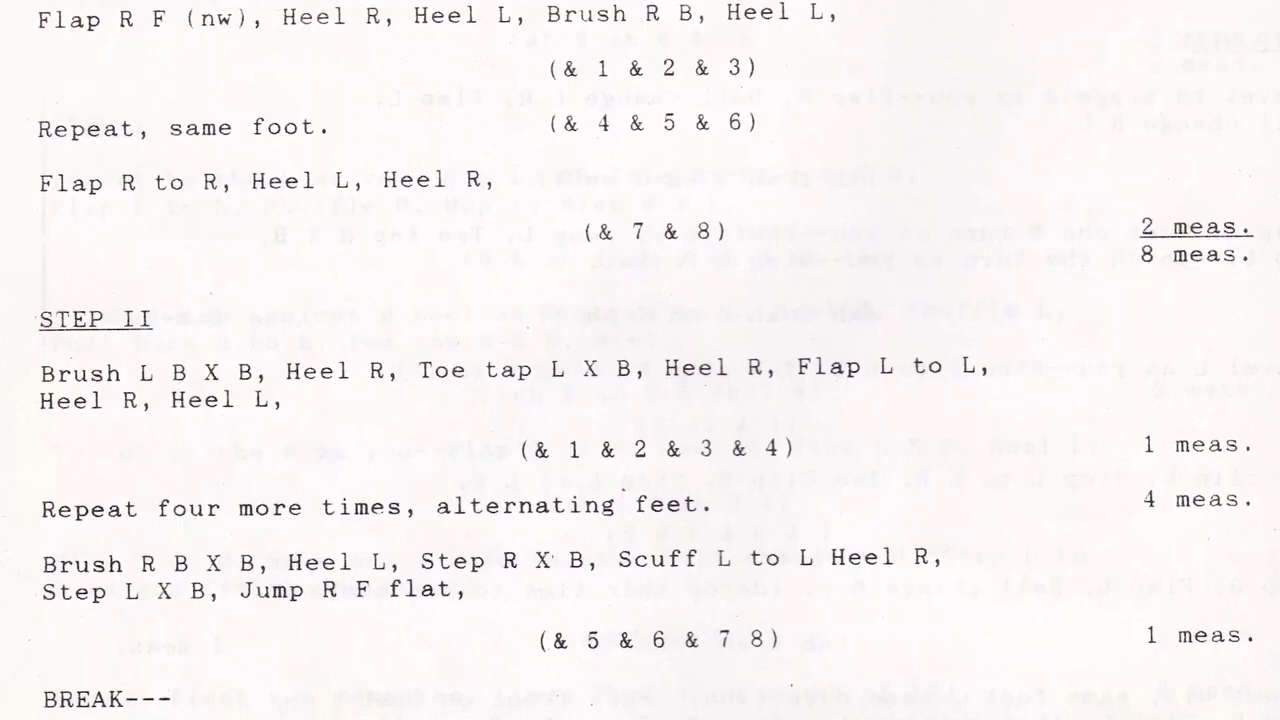 Flap R F (nw), Heel R, Heel L, Brush R B, Heel L,
(& 1 & 2 & 3)
Repeat, same foot. (& 4 & 5 & 6)
Flap R to R, Heel L, Heel R,
(& 7 & 8) 2 meas.
8 meas.
STEP II
Brush L B X B, Heel R, Toe tap L X B, Heel R, Flap L to L,
Heel R, Heel L,
(& 1 & 2 & 3 & 4) 1 meas.
Repeat four more times, alternating feet. 4 meas.
Brush R B X B, Heel L, Step R X B, Scuff L to L Heel R,
Step L X B, Jump R F flat,
(& 5 & 6 & 7 8) 1 meas.
BREAK---